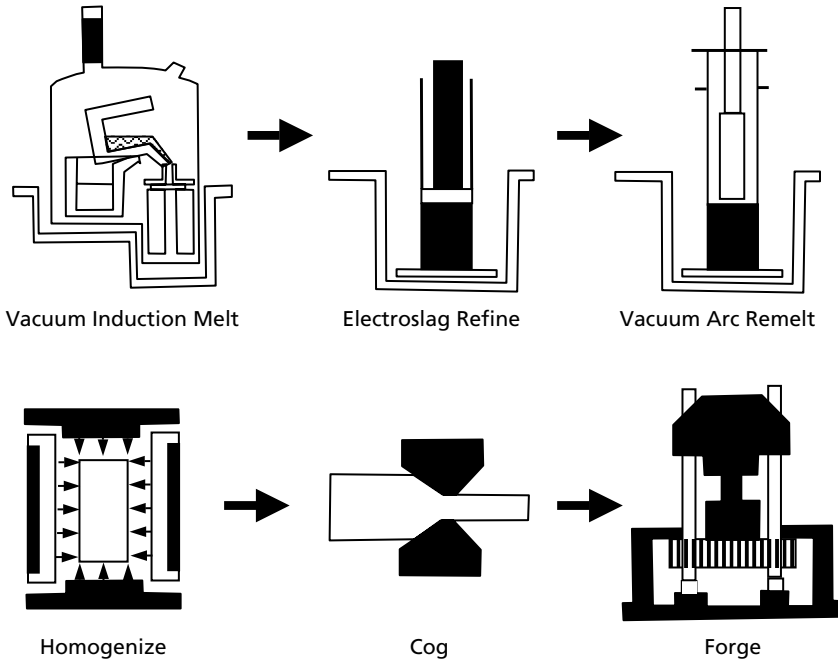 Vacuum Induction Melt
Electroslag Refine
Vacuum Arc Remelt
Homogenize
Cog
Forge